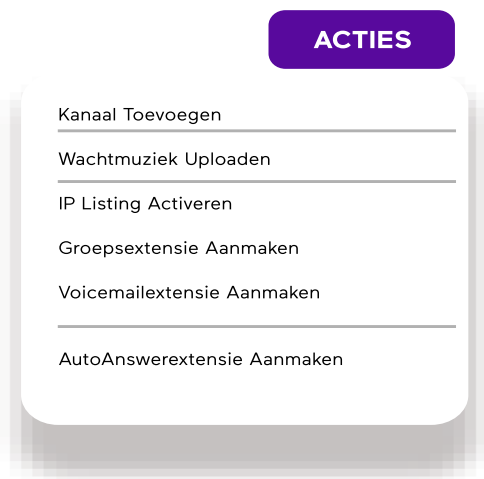 ACTIES
Kanaal Toevoegen
Wachtmuziek Uploaden
IP Listing Activeren
Groepsextensie Aanmaken
Voicemailextensie Aanmaken
AutoAnswerextensie Aanmaken